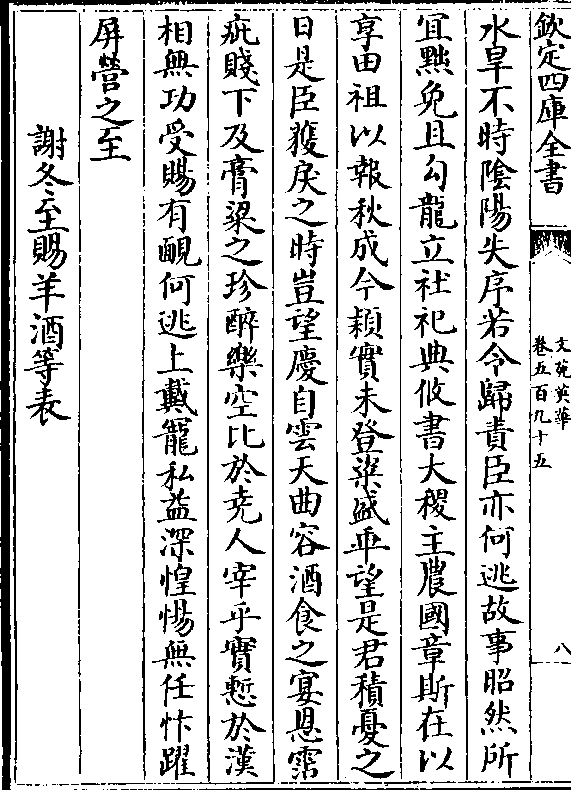 欽定四庫全書
文苑英華
卷五百九十五
八
水旱不時陰陽失序若令歸責臣亦何逃故事昭然所
宜黜免且勾龍立社祀典攸書大稷主農國章斯在以
享田祖以報秋成今穎實未登粢盛乖望是君積憂之
日是臣獲戾之時豈望慶自雲天曲容酒食之宴恩霑
疵賤下及膏粱之珍醉樂空比於堯人宰乎實慙於漢
相無功受賜有靦何逃上戴寵私益深惶惕無任忭躍
屏營之至
謝冬至賜羊酒等表